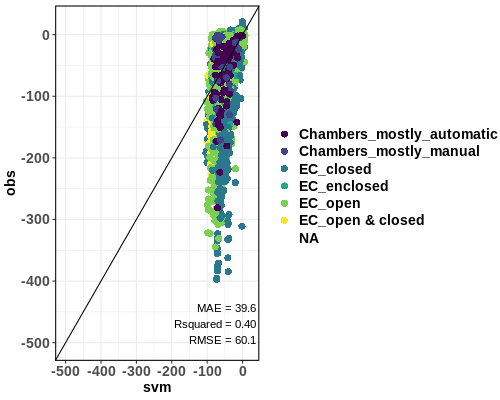 0
-100
-200
-300
-400
-500
obs
MAE = 39.6
Rsquared = 0.40
RMSE = 60.1
-500 -400 -300 -200 -100 0
svm
Chambers_mostly_automatic
Chambers_mostly_manual
EC_closed
EC_enclosed
EC_open
EC_open & closed
NA